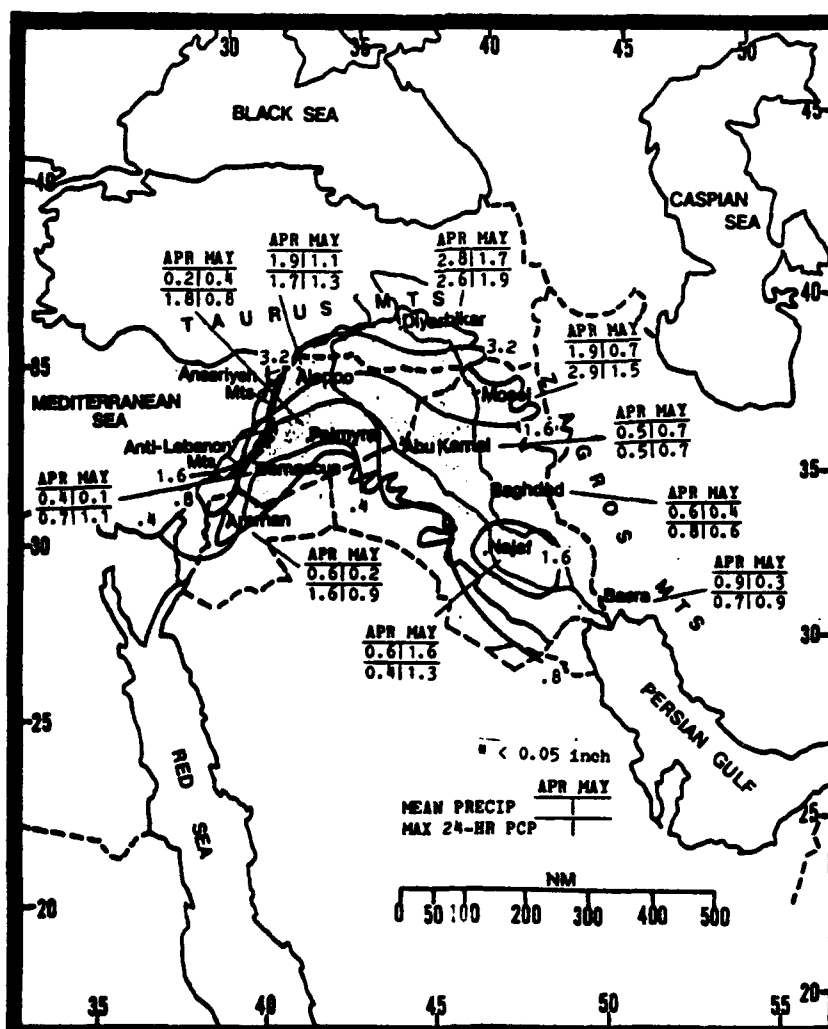 30 35 40 45 50
BLACK SEA
45
40
CASPIAN
SEA
APR MAY
0.2|0.4
1.8|0.8
APR MAY
1.9|1.1
1.7|1.3
APR MAY
2.8|1.7
2.6|1.9
40
TAURUS MTS
Diyarbikar
3.2
3.2
APR MAY
1.9|0.7
2.9|1.5
35
Ansariyeh
Mts
Aleppo
Mosul
MEDITERRANEAN
SEA
1.6
ZAGROS MTS
APR MAY
0.5|0.7
0.5|0.7
Anti-Lebanon
Mts
Palmyra
Abu Kamal
35
1.6
Damascus
APR MAY
0.4|0.1
0.7|1.1
.8
.4
.4
Baghdad
APR MAY
0.6|0.4
0.8|0.6
30
Amman
Najaf
1.6
APR MAY
0.6|0.2
1.6|0.9
Basra
APR MAY
0.9|0.3
0.7|0.9
APR MAY
0.6|1.6
0.4|1.3
30
.8
25
PERSIAN GULF
RED SEA
< 0.05 inch
APR MAY
MEAN PRECIP
MAX 24-HR PCP
25
NM
0 50 100 200 300 400 500
20
20
35 40 45 50